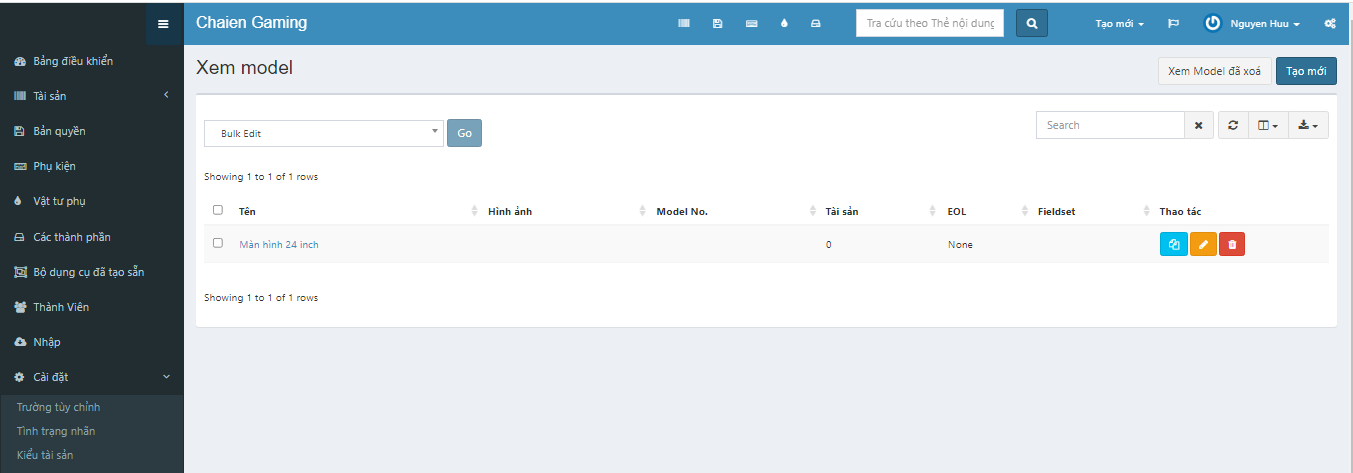 Chaien Gaming
Tra cứu theo Thẻ nội dung
Tạo mới
Nguyen Huu
Bảng điều khiển
Tài sản
Bản quyền
Phụ kiện
Vật tư phụ
Các thành phần
Bộ dụng cụ đã tạo sẵn
Thành Viên
Nhập
Cài đặt
Trường tùy chỉnh
Tình trạng nhãn
Kiểu tài sản
Xem model
Xem Model đã xoá
Tạo mới
Bulk Edit
Go
Search
Showing 1 to 1 of 1 rows
Tên Hình ảnh Model No. Tài sản EOL Fieldset Thao tác
Màn hình 24 inch 0 None
Showing 1 to 1 of 1 rows